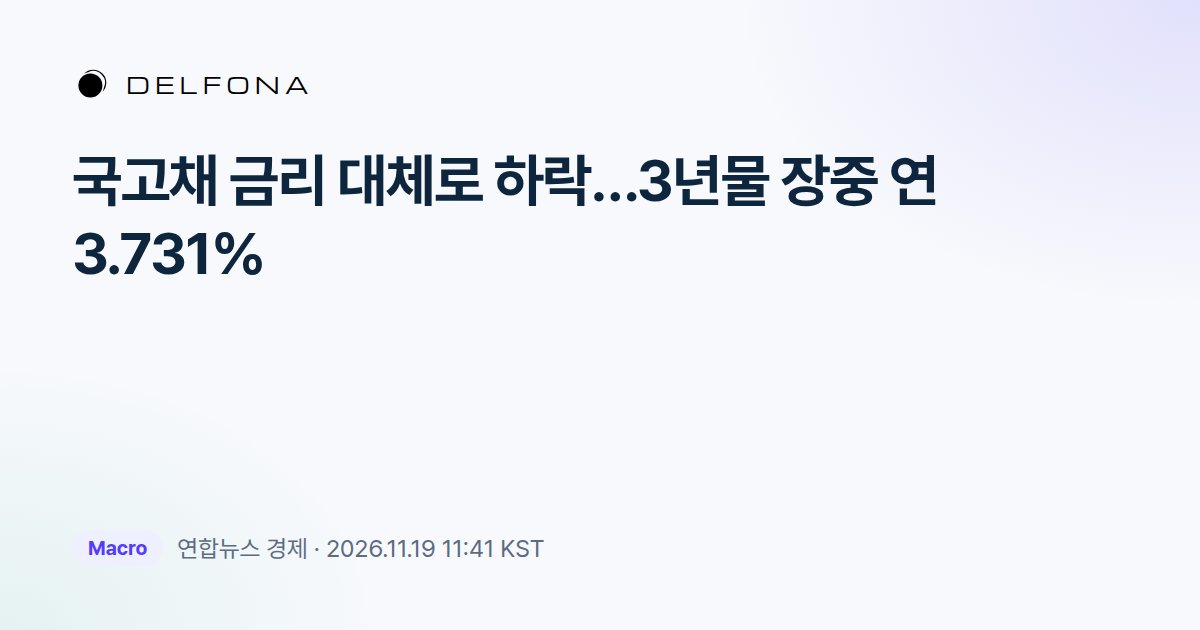 DELFONA
국고채 금리 대체로 하락…3년물 장중 연
3.731%
Macro 연합뉴스 경제 · 2026.11.19 11:41 KST